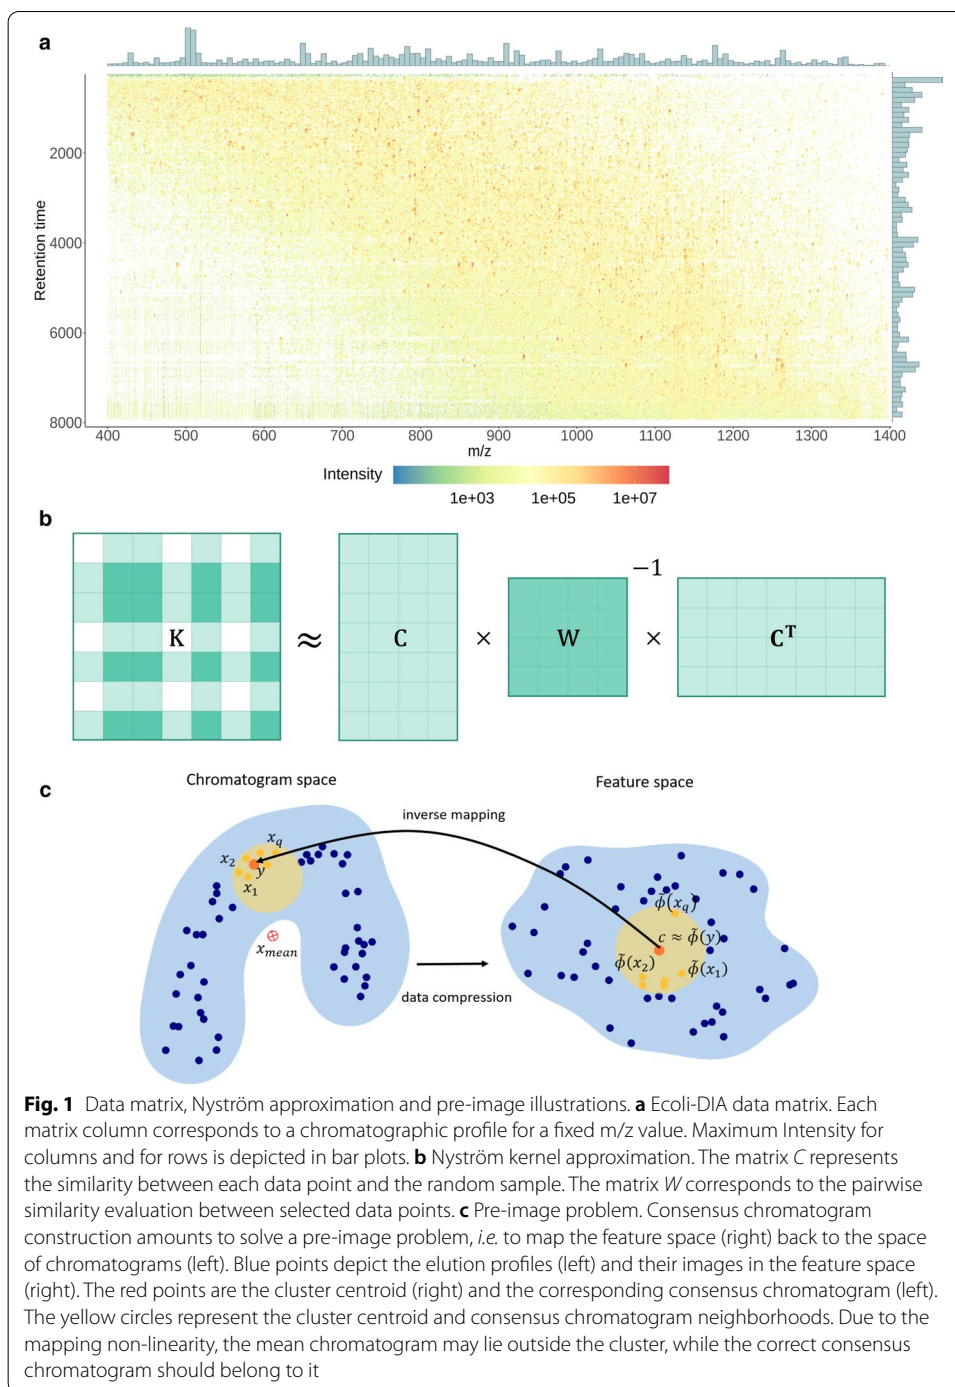 a
2000
4000
6000
8000
Retention time
400 500 600 700 800 900 1000 1100 1200 1300 1400
m/z
Intensity
1e+03 1e+05 1e+07
b
K ≈ C × W −1 × Cᵀ
c
Chromatogram space
Feature space
inverse mapping
x_q
x_2
y
x_1
x_mean
data compression
ϕ̃(x_q)
c ≈ ϕ̃(y)
ϕ̃(x_2)
ϕ̃(x_1)
Fig. 1 Data matrix, Nyström approximation and pre-image illustrations. a Ecoli-DIA data matrix. Each
matrix column corresponds to a chromatographic profile for a fixed m/z value. Maximum Intensity for
columns and for rows is depicted in bar plots. b Nyström kernel approximation. The matrix C represents
the similarity between each data point and the random sample. The matrix W corresponds to the pairwise
similarity evaluation between selected data points. c Pre-image problem. Consensus chromatogram
construction amounts to solve a pre-image problem, i.e. to map the feature space (right) back to the space
of chromatograms (left). Blue points depict the elution profiles (left) and their images in the feature space
(right). The red points are the cluster centroid (right) and the corresponding consensus chromatogram (left).
The yellow circles represent the cluster centroid and consensus chromatogram neighborhoods. Due to the
mapping non-linearity, the mean chromatogram may lie outside the cluster, while the correct consensus
chromatogram should belong to it